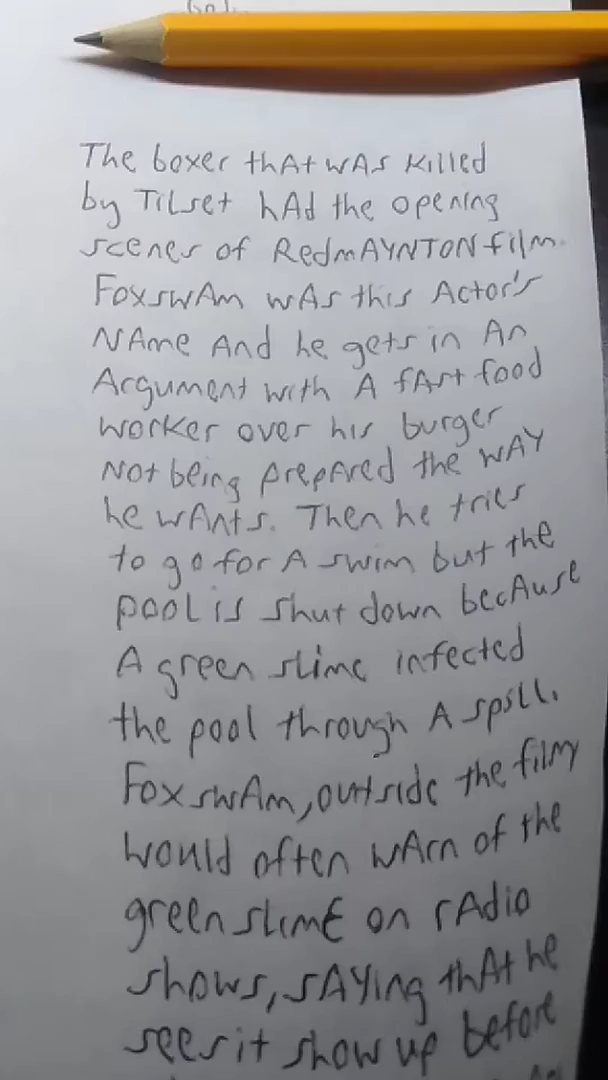 The boxer thAt wAs killed
by Tilset hAd the opening
scenes of RedmAYNTON film.
FoxswAm wAs this Actor's
NAme And he gets in An
Argument with A fAst food
worker over his burger
Not being prepAred the wAY
he wAnts. Then he tries
to go for A swim but the
pool is shut down becAuse
A green slime infected
the pool through A spill.
FoxswAm, outside the film,
would often wArn of the
green slime on rAdio
shows, sAYing thAt he
sees it show up before